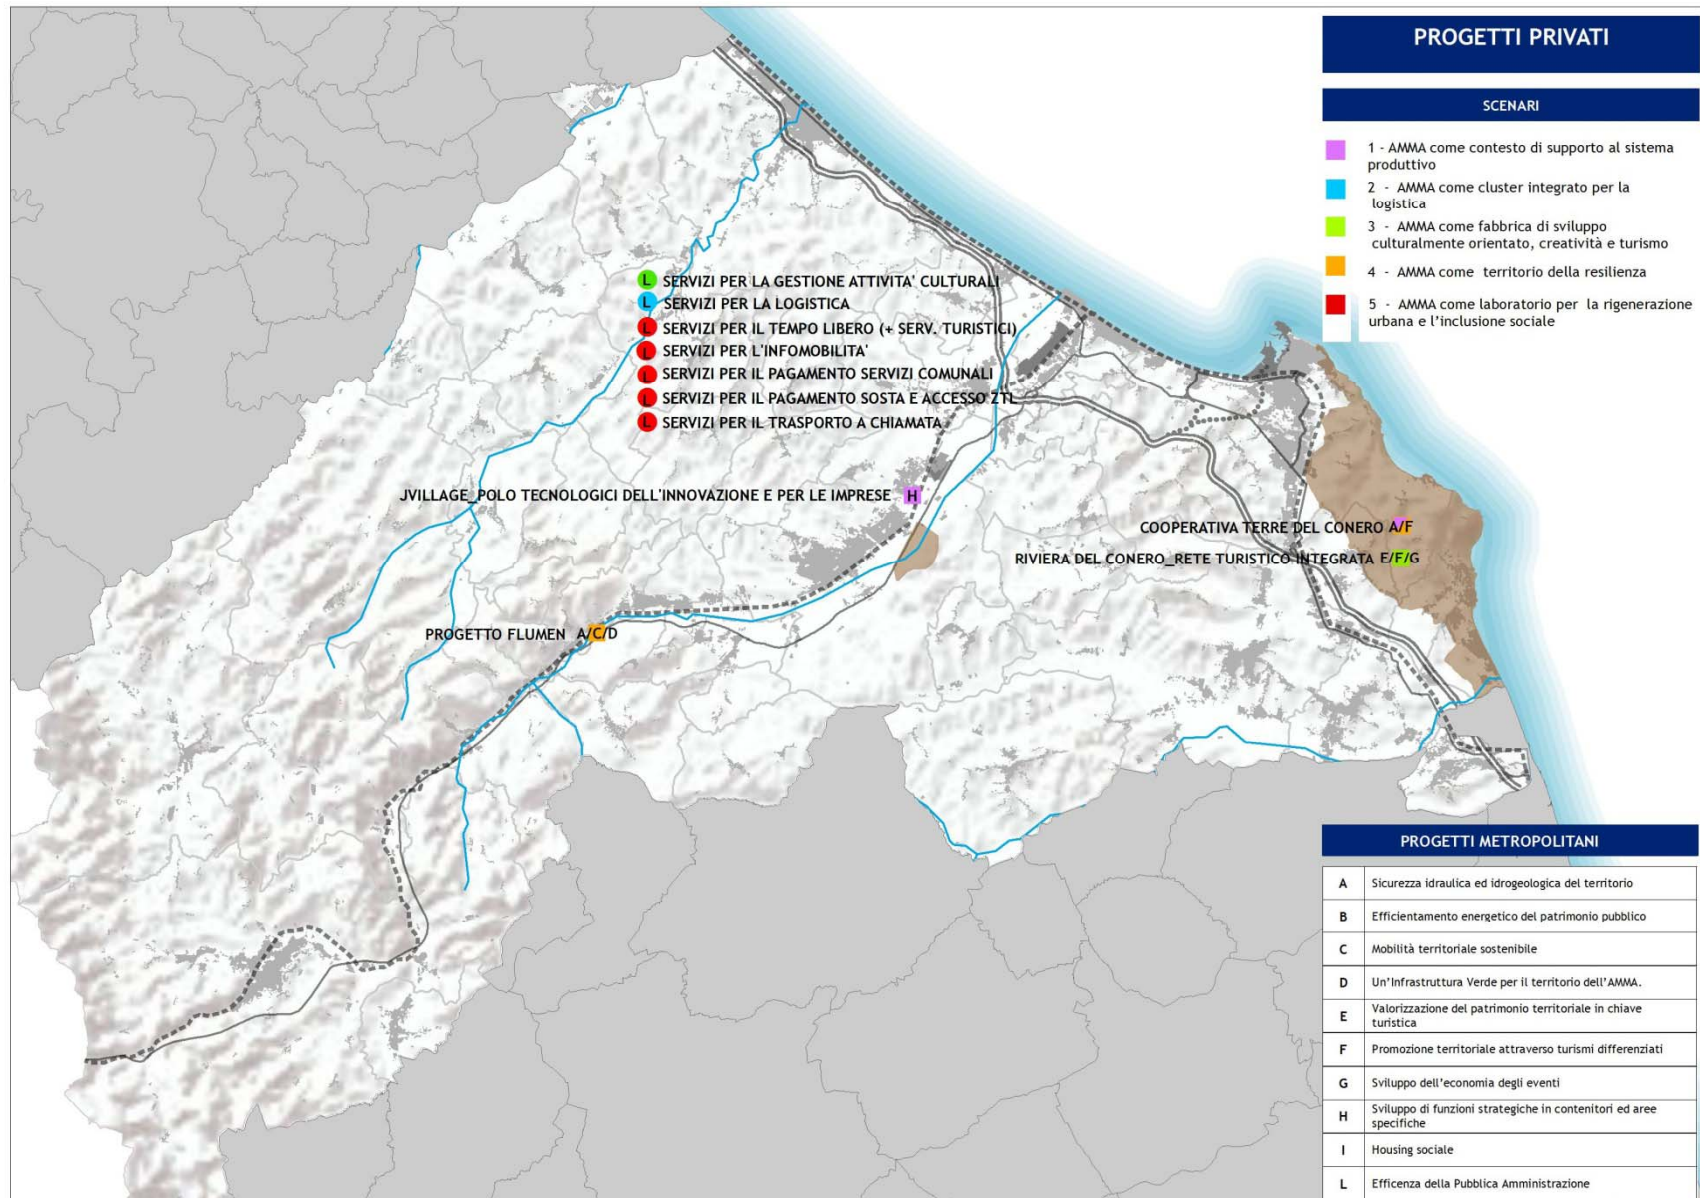 PROGETTI PRIVATI
SCENARI
1 - AMMA come contesto di supporto al sistema
produttivo
2 - AMMA come cluster integrato per la
logistica
3 - AMMA come fabbrica di sviluppo
culturalmente orientato, creatività e turismo
4 - AMMA come territorio della resilienza
5 - AMMA come laboratorio per la rigenerazione
urbana e l'inclusione sociale
L SERVIZI PER LA GESTIONE ATTIVITA' CULTURALI
L SERVIZI PER LA LOGISTICA
L SERVIZI PER IL TEMPO LIBERO (+ SERV. TURISTICI)
L SERVIZI PER L'INFOMOBILITA'
L SERVIZI PER IL PAGAMENTO SERVIZI COMUNALI
L SERVIZI PER IL PAGAMENTO SOSTA E ACCESSO ZTL
L SERVIZI PER IL TRASPORTO A CHIAMATA
JVILLAGE_POLO TECNOLOGICI DELL'INNOVAZIONE E PER LE IMPRESE H
COOPERATIVA TERRE DEL CONERO A/F
RIVIERA DEL CONERO_RETE TURISTICO INTEGRATA E/F/G
PROGETTO FLUMEN A/C/D
PROGETTI METROPOLITANI
A Sicurezza idraulica ed idrogeologica del territorio
B Efficientamento energetico del patrimonio pubblico
C Mobilità territoriale sostenibile
D Un'Infrastruttura Verde per il territorio dell'AMMA.
E Valorizzazione del patrimonio territoriale in chiave
turistica
F Promozione territoriale attraverso turismi differenziati
G Sviluppo dell'economia degli eventi
H Sviluppo di funzioni strategiche in contenitori ed aree
specifiche
I Housing sociale
L Efficenza della Pubblica Amministrazione